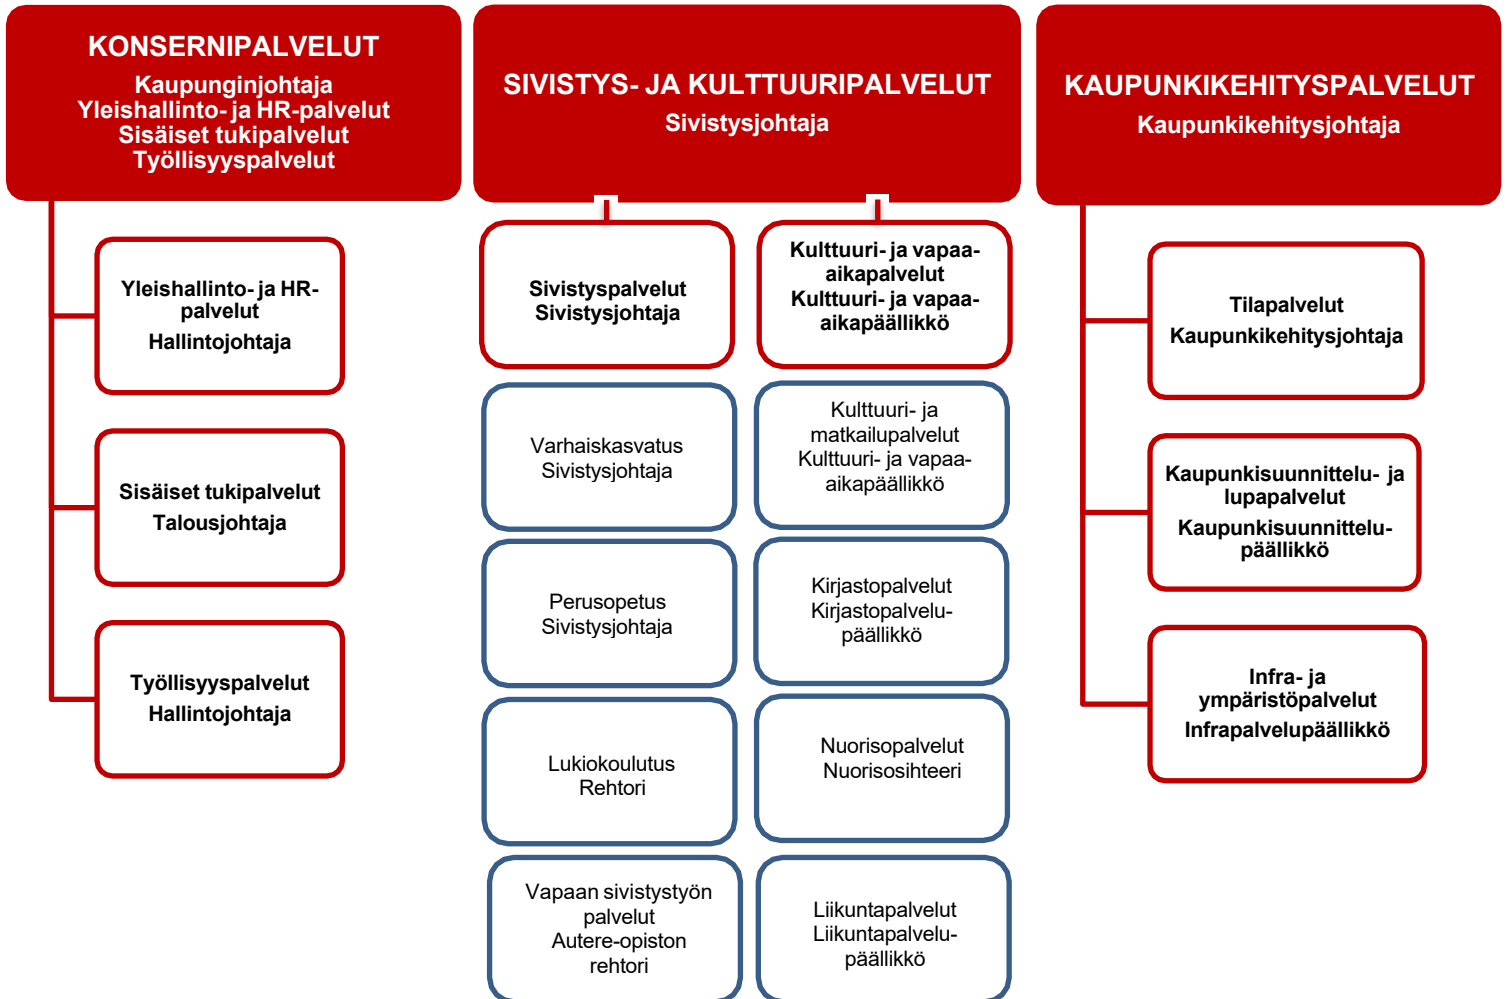 KONSERNIPALVELUT
Kaupunginjohtaja
Yleishallinto- ja HR-palvelut
Sisäiset tukipalvelut
Työllisyyspalvelut
Yleishallinto- ja HR-
palvelut
Hallintojohtaja
Sisäiset tukipalvelut
Talousjohtaja
Työllisyyspalvelut
Hallintojohtaja
SIVISTYS- JA KULTTUURIPALVELUT
Sivistysjohtaja
Sivistyspalvelut
Sivistysjohtaja
Varhaiskasvatus
Sivistysjohtaja
Perusopetus
Sivistysjohtaja
Lukiokoulutus
Rehtori
Vapaan sivistystyön
palvelut
Autere-opiston
rehtori
Kulttuuri- ja vapaa-
aikapalvelut
Kulttuuri- ja vapaa-
aikapäällikkö
Kulttuuri- ja
matkailupalvelut
Kulttuuri- ja vapaa-
aikapäällikkö
Kirjastopalvelut
Kirjastopalvelu-
päällikkö
Nuorisopalvelut
Nuorisosihteeri
Liikuntapalvelut
Liikuntapalvelu-
päällikkö
KAUPUNKIKEHITYSPALVELUT
Kaupunkikehitysjohtaja
Tilapalvelut
Kaupunkikehitysjohtaja
Kaupunkisuunnittelu- ja
lupapalvelut
Kaupunkisuunnittelu-
päällikkö
Infra- ja
ympäristöpalvelut
Infrapalvelupäällikkö